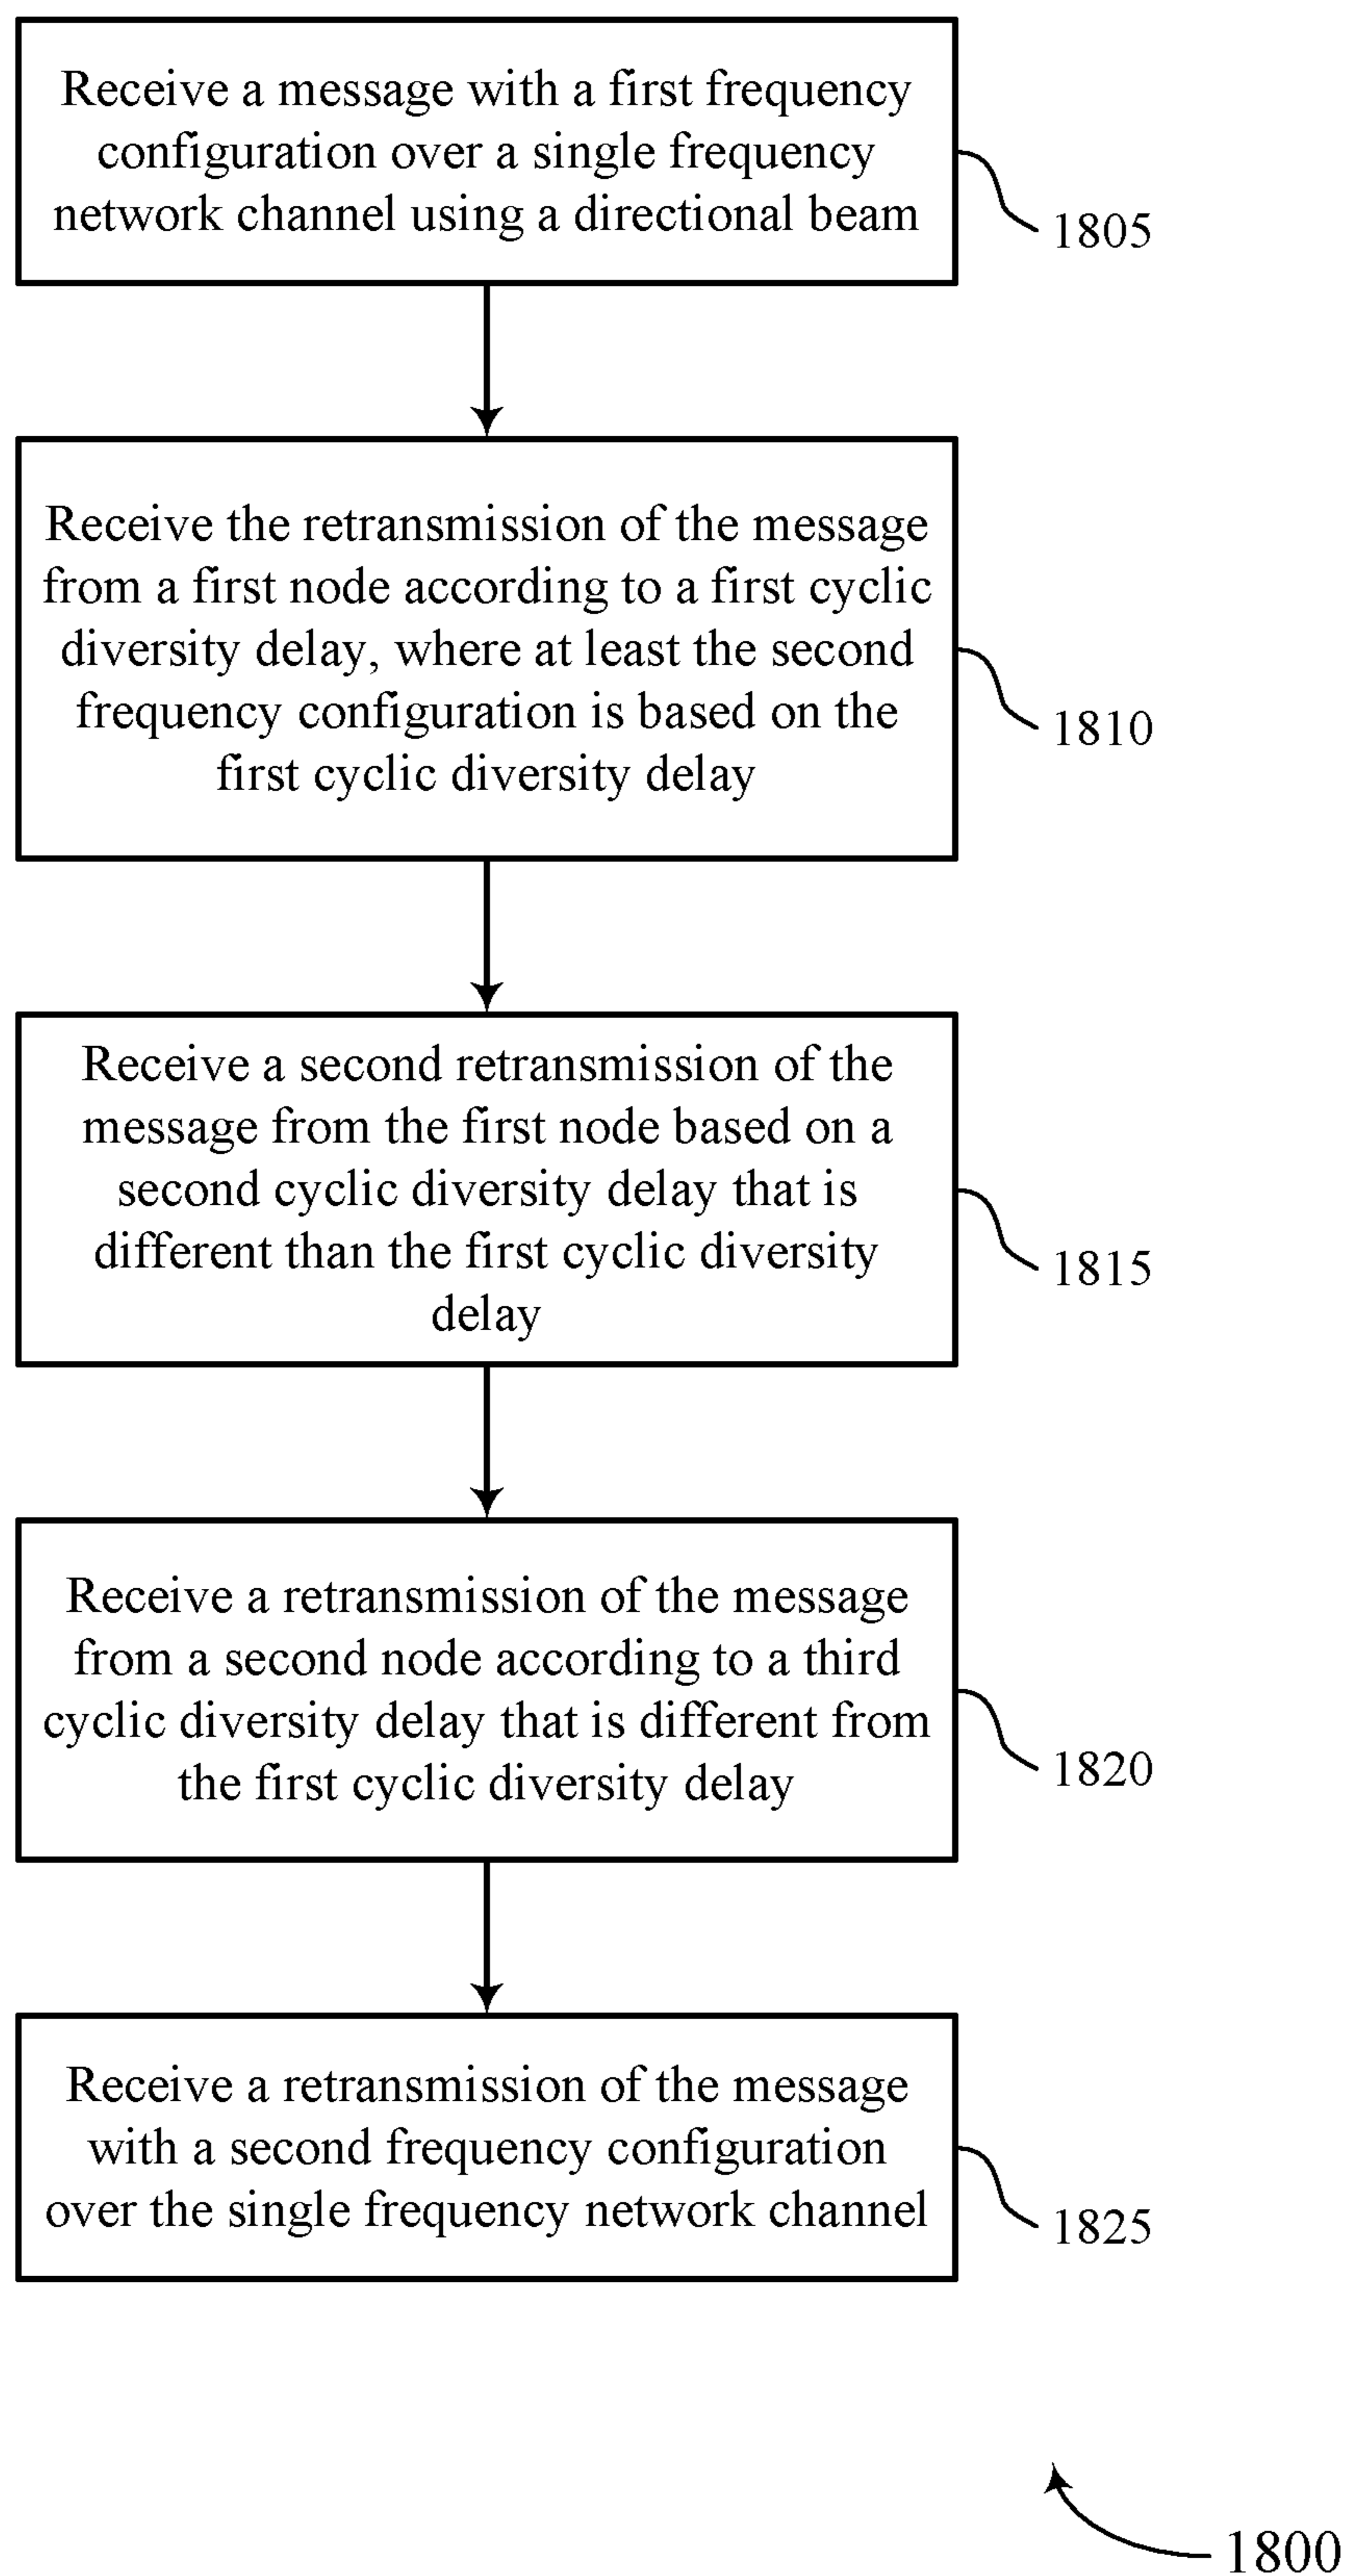 Receive a message with a first frequency
configuration over a single frequency
network channel using a directional beam
1805
Receive the retransmission of the message
from a first node according to a first cyclic
diversity delay, where at least the second
frequency configuration is based on the
first cyclic diversity delay
1810
Receive a second retransmission of the
message from the first node based on a
second cyclic diversity delay that is
different than the first cyclic diversity
delay
1815
Receive a retransmission of the message
from a second node according to a third
cyclic diversity delay that is different from
the first cyclic diversity delay
1820
Receive a retransmission of the message
with a second frequency configuration
over the single frequency network channel
1825
1800